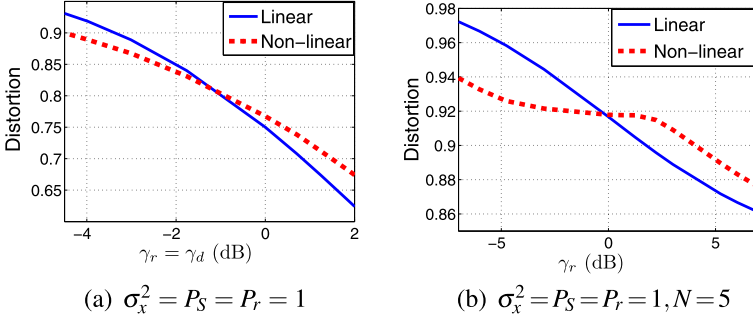 Linear
Non-linear
0.9
0.85
0.8
0.75
0.7
0.65
Distortion
−4 −2 0 2
γr = γd (dB)
(a) σx² = PS = Pr = 1
Linear
Non-linear
0.98
0.96
0.94
0.92
0.9
0.88
0.86
Distortion
−5 0 5
γr (dB)
(b) σx² = PS = Pr = 1, N = 5